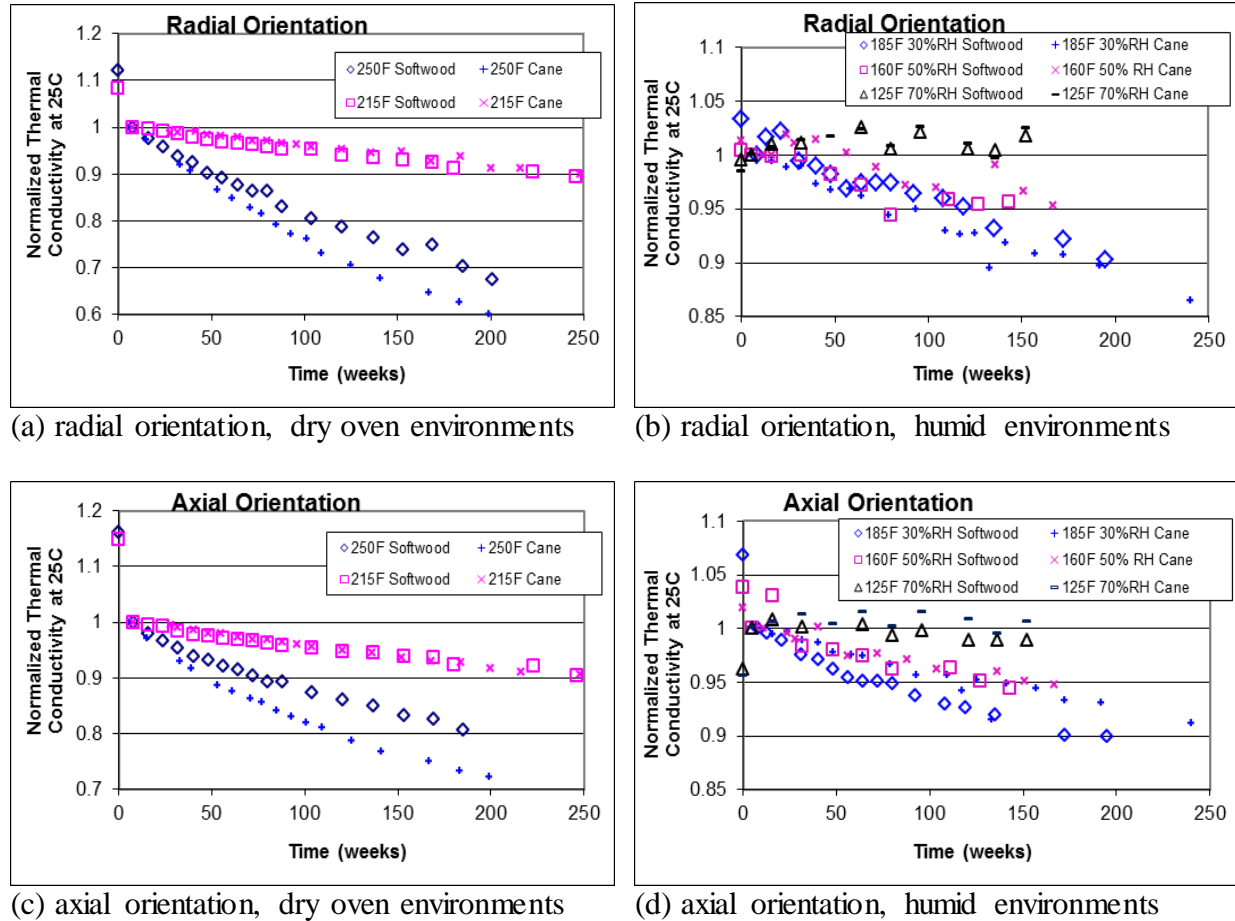 Radial Orientation
Normalized Thermal
Conductivity at 25C
1.2
1.1
1
0.9
0.8
0.7
0.6
250F Softwood 250F Cane
215F Softwood 215F Cane
0 50 100 150 200 250
Time (weeks)
(a) radial orientation, dry oven environments
Radial Orientation
Normalized Thermal
Conductivity at 25C
1.1
1.05
1
0.95
0.9
0.85
185F 30%RH Softwood 185F 30%RH Cane
160F 50%RH Softwood 160F 50% RH Cane
125F 70%RH Softwood 125F 70%RH Cane
0 50 100 150 200 250
Time (weeks)
(b) radial orientation, humid environments
Axial Orientation
Normalized Thermal
Conductivity at 25C
1.2
1.1
1
0.9
0.8
0.7
250F Softwood 250F Cane
215F Softwood 215F Cane
0 50 100 150 200 250
Time (weeks)
(c) axial orientation, dry oven environments
Axial Orientation
Normalized Thermal
Conductivity at 25C
1.1
1.05
1
0.95
0.9
0.85
185F 30%RH Softwood 185F 30%RH Cane
160F 50%RH Softwood 160F 50% RH Cane
125F 70%RH Softwood 125F 70%RH Cane
0 50 100 150 200 250
Time (weeks)
(d) axial orientation, humid environments